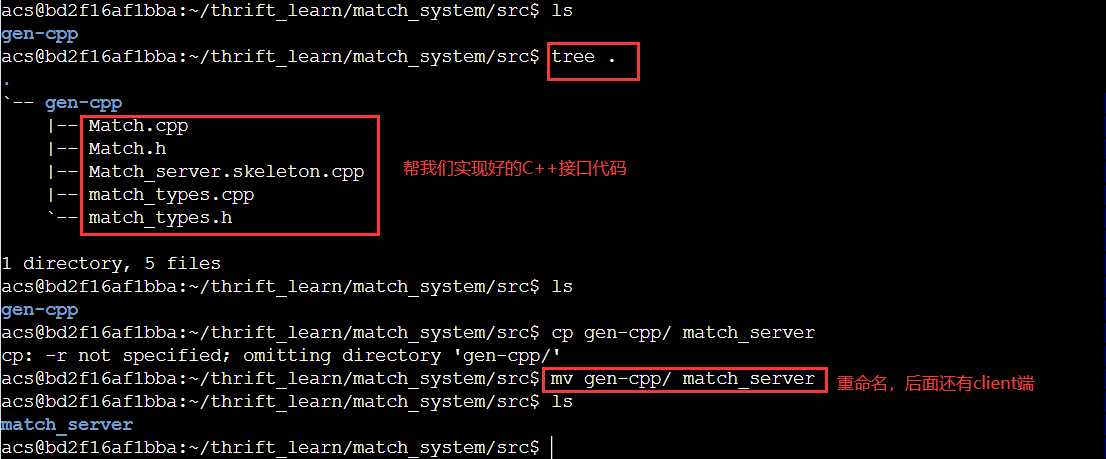 acs@bd2f16af1bba:~/thrift_learn/match_system/src$ ls
gen-cpp
acs@bd2f16af1bba:~/thrift_learn/match_system/src$ tree .
.
`-- gen-cpp
    |-- Match.cpp
    |-- Match.h
    |-- Match_server.skeleton.cpp 帮我们实现好的C++接口代码
    |-- match_types.cpp
    `-- match_types.h
1 directory, 5 files
acs@bd2f16af1bba:~/thrift_learn/match_system/src$ ls
gen-cpp
acs@bd2f16af1bba:~/thrift_learn/match_system/src$ cp gen-cpp/ match_server
cp: -r not specified; omitting directory 'gen-cpp/'
acs@bd2f16af1bba:~/thrift_learn/match_system/src$ mv gen-cpp/ match_server 重命名，后面还有client端
acs@bd2f16af1bba:~/thrift_learn/match_system/src$ ls
match_server
acs@bd2f16af1bba:~/thrift_learn/match_system/src$